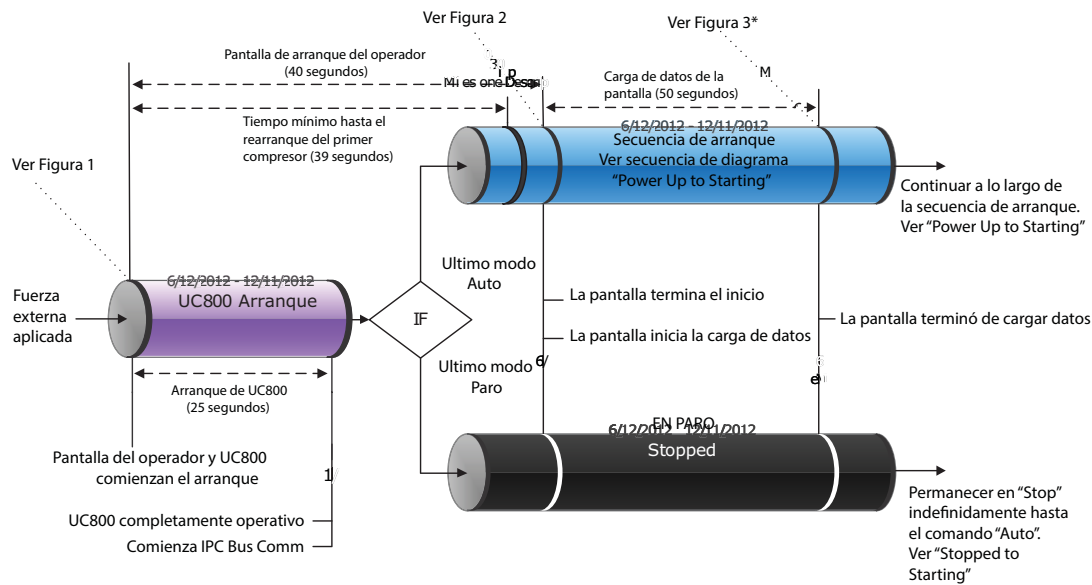 Ver Figura 2
Ver Figura 3*
Pantalla de arranque del operador
(40 segundos)
Carga de datos de la
pantalla (50 segundos)
M
Tiempo mínimo hasta el
rearranque del primer
compresor (39 segundos)
6/12/2012 - 12/11/2012
Secuencia de arranque
Ver secuencia de diagrama
“Power Up to Starting”
Ver Figura 1
Continuar a lo largo de
la secuencia de arranque.
Ver “Power Up to Starting”
6/12/2012 - 12/11/2012
UC800 Arranque
Fuerza
externa
aplicada
Ultimo modo
Auto
IF
La pantalla termina el inicio
La pantalla inicia la carga de datos
La pantalla terminó de cargar datos
Ultimo modo
Paro
6/
Arranque de UC800
(25 segundos)
EN PARO
6/12/2012 - 12/11/2012
Stopped
Pantalla del operador y UC800
comienzan el arranque
1/
UC800 completamente operativo
Comienza IPC Bus Comm
Permanecer en “Stop”
indefinidamente hasta
el comando “Auto”.
Ver “Stopped to
Starting”